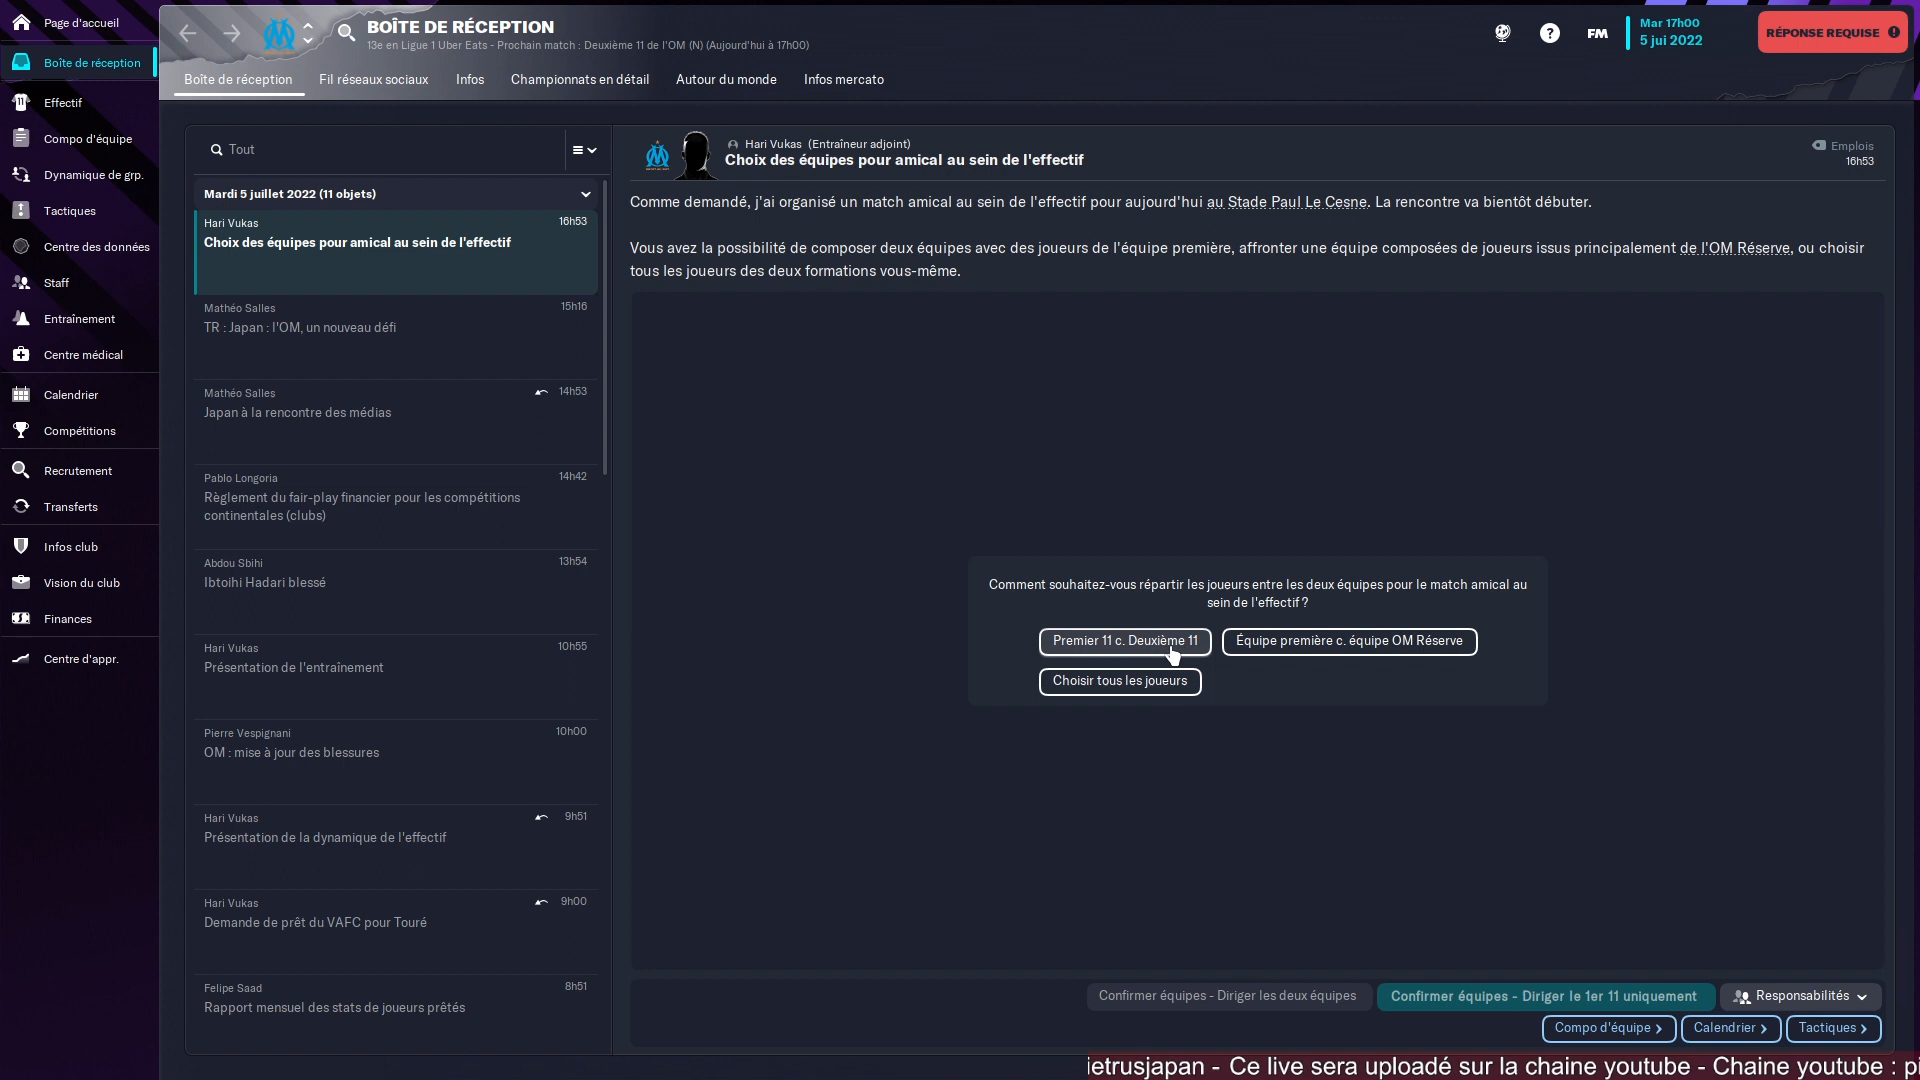 Page d'accueil
Boîte de réception
Effectif
Compo d'équipe
Dynamique de grp.
Tactiques
Centre des données
Staff
Entraînement
Centre médical
Calendrier
Compétitions
Recrutement
Transferts
Infos club
Vision du club
Finances
Centre d'appr.
BOÎTE DE RÉCEPTION
13e en Ligue 1 Uber Eats - Prochain match : Deuxième 11 de l'OM (N) (Aujourd'hui à 17h00)
FM
Mar 17h00
5 jui 2022
RÉPONSE REQUISE
Boîte de réception
Fil réseaux sociaux
Infos
Championnats en détail
Autour du monde
Infos mercato
Tout
Mardi 5 juillet 2022 (11 objets)
Hari Vukas 16h53
Choix des équipes pour amical au sein de l'effectif
Mathéo Salles 15h16
TR : Japan : l'OM, un nouveau défi
Mathéo Salles 14h53
Japan à la rencontre des médias
Pablo Longoria 14h42
Règlement du fair-play financier pour les compétitions
continentales (clubs)
Abdou Sbihi 13h54
Ibtoihi Hadari blessé
Hari Vukas 10h55
Présentation de l'entraînement
Pierre Vespignani 10h00
OM : mise à jour des blessures
Hari Vukas 9h51
Présentation de la dynamique de l'effectif
Hari Vukas 9h00
Demande de prêt du VAFC pour Touré
Felipe Saad 8h51
Rapport mensuel des stats de joueurs prêtés
Hari Vukas (Entraîneur adjoint)
Choix des équipes pour amical au sein de l'effectif
Emplois
16h53
Comme demandé, j'ai organisé un match amical au sein de l'effectif pour aujourd'hui au Stade Paul Le Cesne. La rencontre va bientôt débuter.
Vous avez la possibilité de composer deux équipes avec des joueurs de l'équipe première, affronter une équipe composées de joueurs issus principalement de l'OM Réserve, ou choisir
tous les joueurs des deux formations vous-même.
Comment souhaitez-vous répartir les joueurs entre les deux équipes pour le match amical au
sein de l'effectif ?
Premier 11 c. Deuxième 11
Équipe première c. équipe OM Réserve
Choisir tous les joueurs
Confirmer équipes - Diriger les deux équipes
Confirmer équipes - Diriger le 1er 11 uniquement
Responsabilités
Compo d'équipe
Calendrier
Tactiques
ietrusjapan - Ce live sera uploadé sur la chaine youtube - Chaine youtube : pi